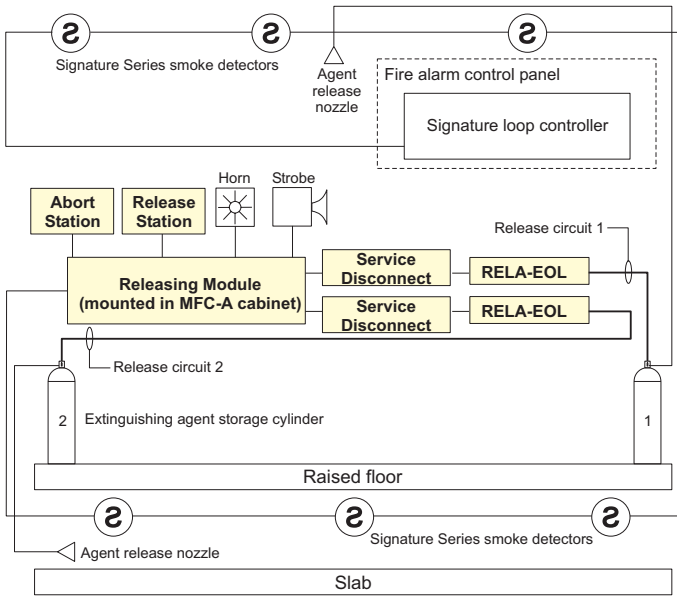 S
S
S
Signature Series smoke detectors
Agent
release
nozzle
Fire alarm control panel
Signature loop controller
Horn
Strobe
Abort
Station
Release
Station
Release circuit 1
Service
Disconnect
RELA-EOL
Releasing Module
(mounted in MFC-A cabinet)
Service
Disconnect
RELA-EOL
Release circuit 2
2
Extinguishing agent storage cylinder
1
Raised floor
S
S
S
Signature Series smoke detectors
Agent release nozzle
Slab